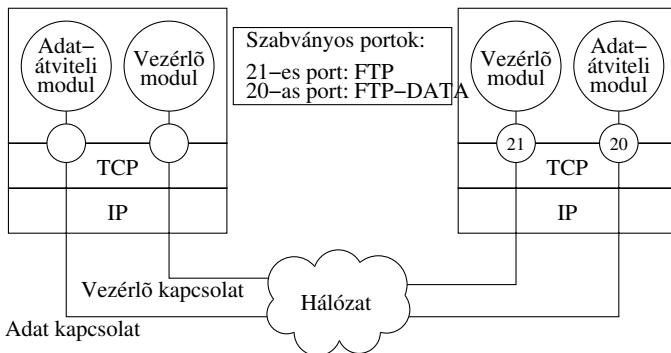 Adat–
átviteli
modul
Vezérlõ
modul
TCP
IP
Szabványos portok:
21–es port: FTP
20–as port: FTP–DATA
Vezérlõ
modul
Adat–
átviteli
modul
21
20
TCP
IP
Vezérlõ kapcsolat
Adat kapcsolat
Hálózat